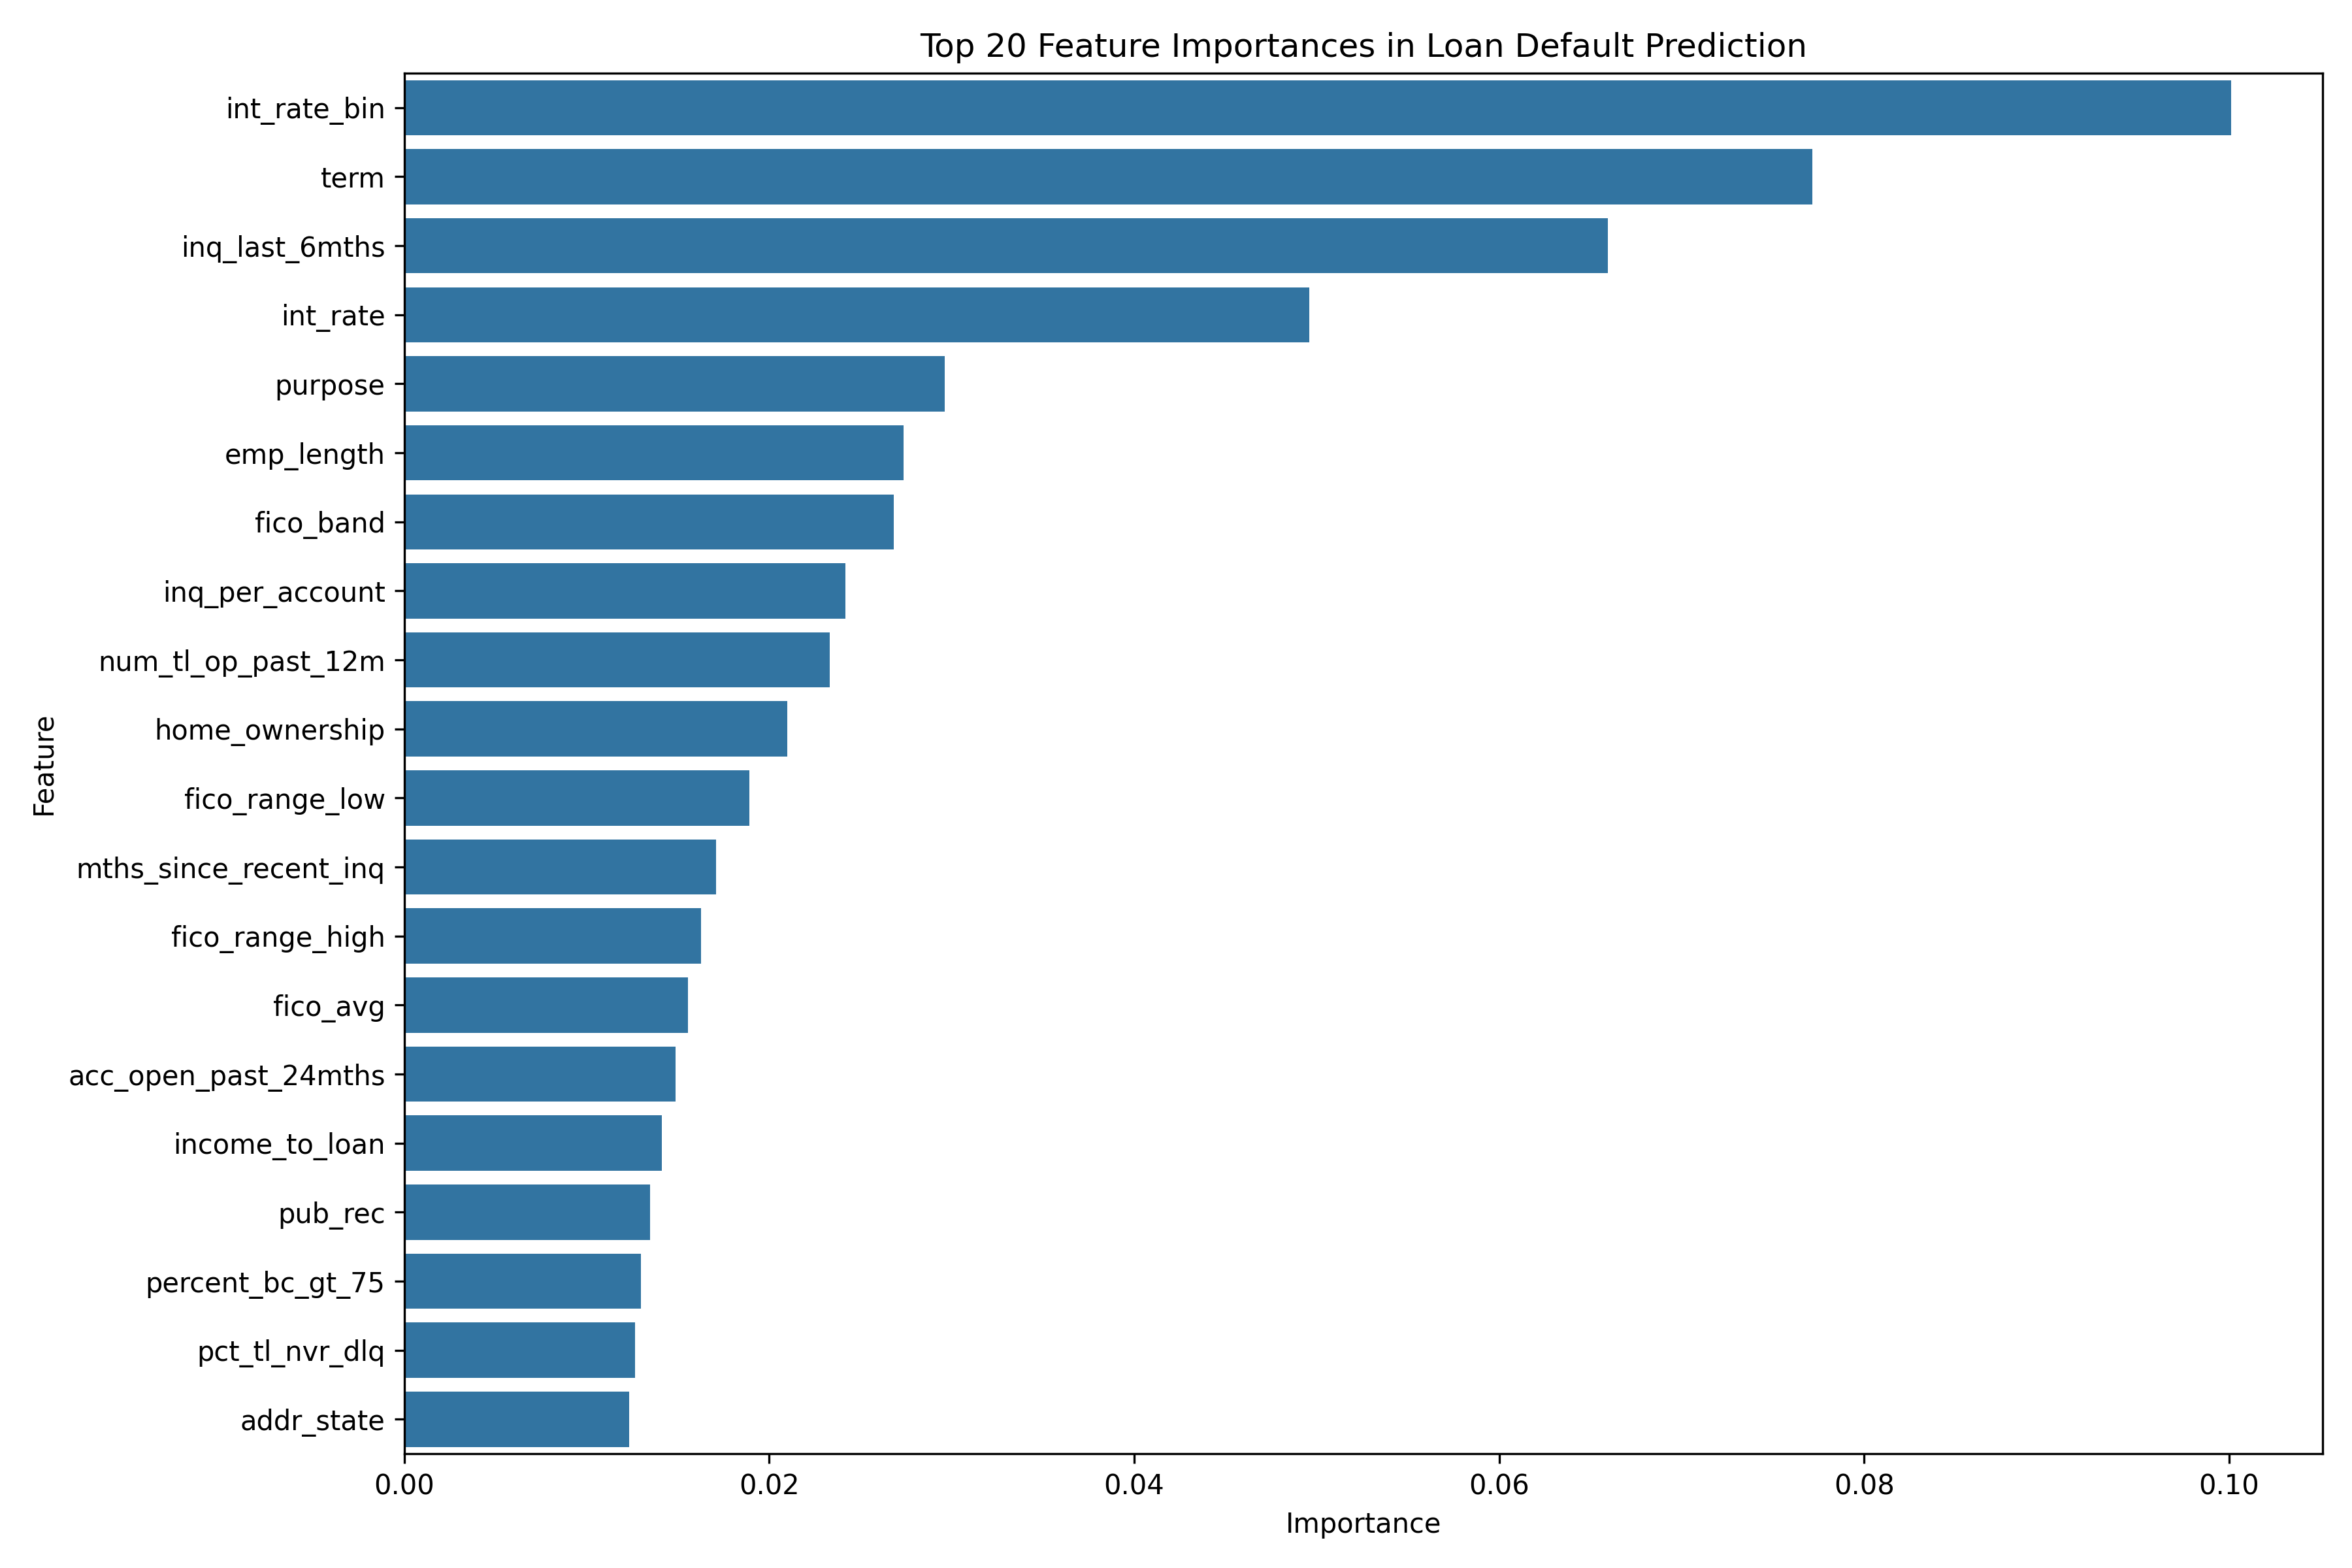 Top 20 Feature Importances in Loan Default Prediction
int_rate_bin
term
inq_last_6mths
int_rate
purpose
emp_length
fico_band
inq_per_account
num_tl_op_past_12m
home_ownership
fico_range_low
mths_since_recent_inq
fico_range_high
fico_avg
acc_open_past_24mths
income_to_loan
pub_rec
percent_bc_gt_75
pct_tl_nvr_dlq
addr_state
Feature
0.00 0.02 0.04 0.06 0.08 0.10
Importance